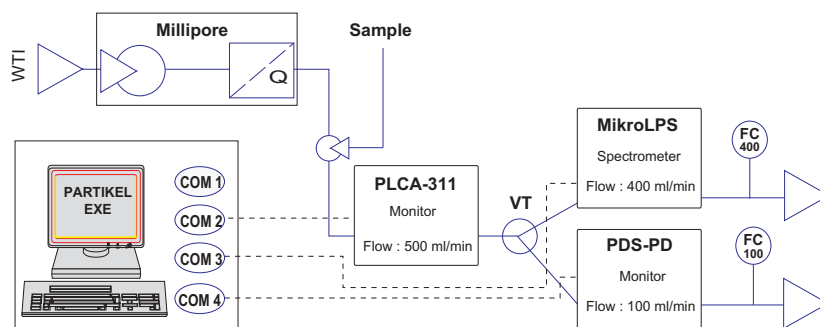 Millipore
Sample
WTI
Q
PARTIKEL
EXE
COM 1
COM 2
COM 3
COM 4
PLCA-311
Monitor
Flow : 500 ml/min
VT
MikroLPS
Spectrometer
Flow : 400 ml/min
FC
400
PDS-PD
Monitor
Flow : 100 ml/min
FC
100